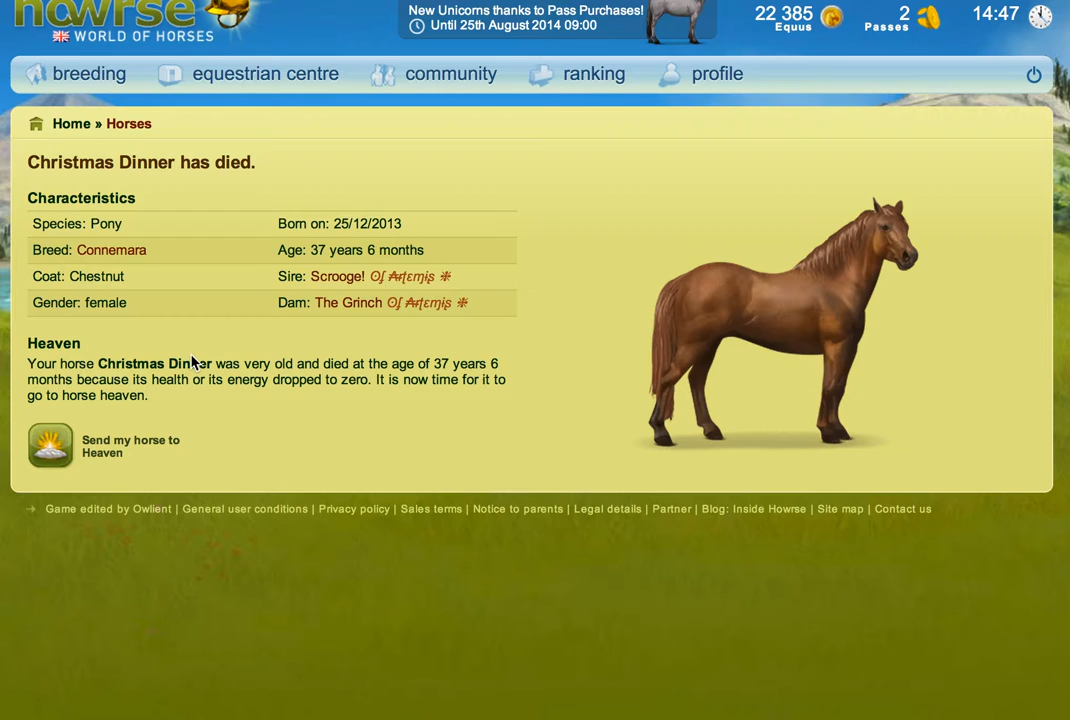 howrse
WORLD OF HORSES
New Unicorns thanks to Pass Purchases!
Until 25th August 2014 09:00
22 385
Equus
2
Passes
14:47
breeding
equestrian centre
community
ranking
profile
Home » Horses
Christmas Dinner has died.
Characteristics
Species: Pony
Born on: 25/12/2013
Breed: Connemara
Age: 37 years 6 months
Coat: Chestnut
Sire: Scrooge!
Gender: female
Dam: The Grinch
Heaven
Your horse Christmas Dinner was very old and died at the age of 37 years 6
months because its health or its energy dropped to zero. It is now time for it to
go to horse heaven.
Send my horse to
Heaven
Game edited by Owlient | General user conditions | Privacy policy | Sales terms | Notice to parents | Legal details | Partner | Blog: Inside Howrse | Site map | Contact us